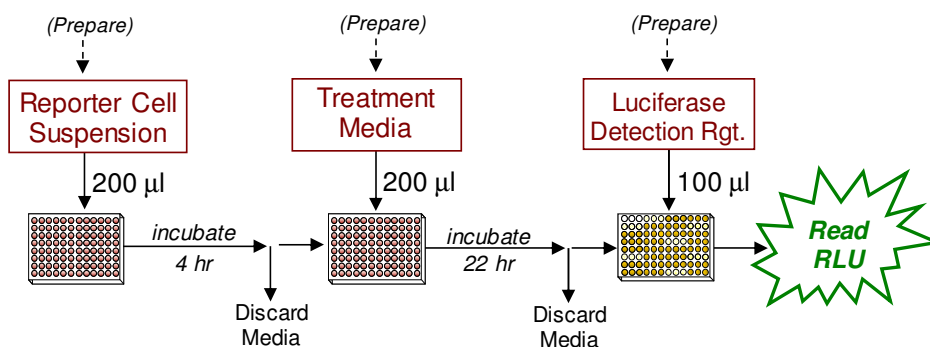 (Prepare)
(Prepare)
(Prepare)
Reporter Cell
Suspension
Treatment
Media
Luciferase
Detection Rgt.
200 µl
200 µl
100 µl
incubate
4 hr
incubate
22 hr
Read
RLU
Discard
Media
Discard
Media